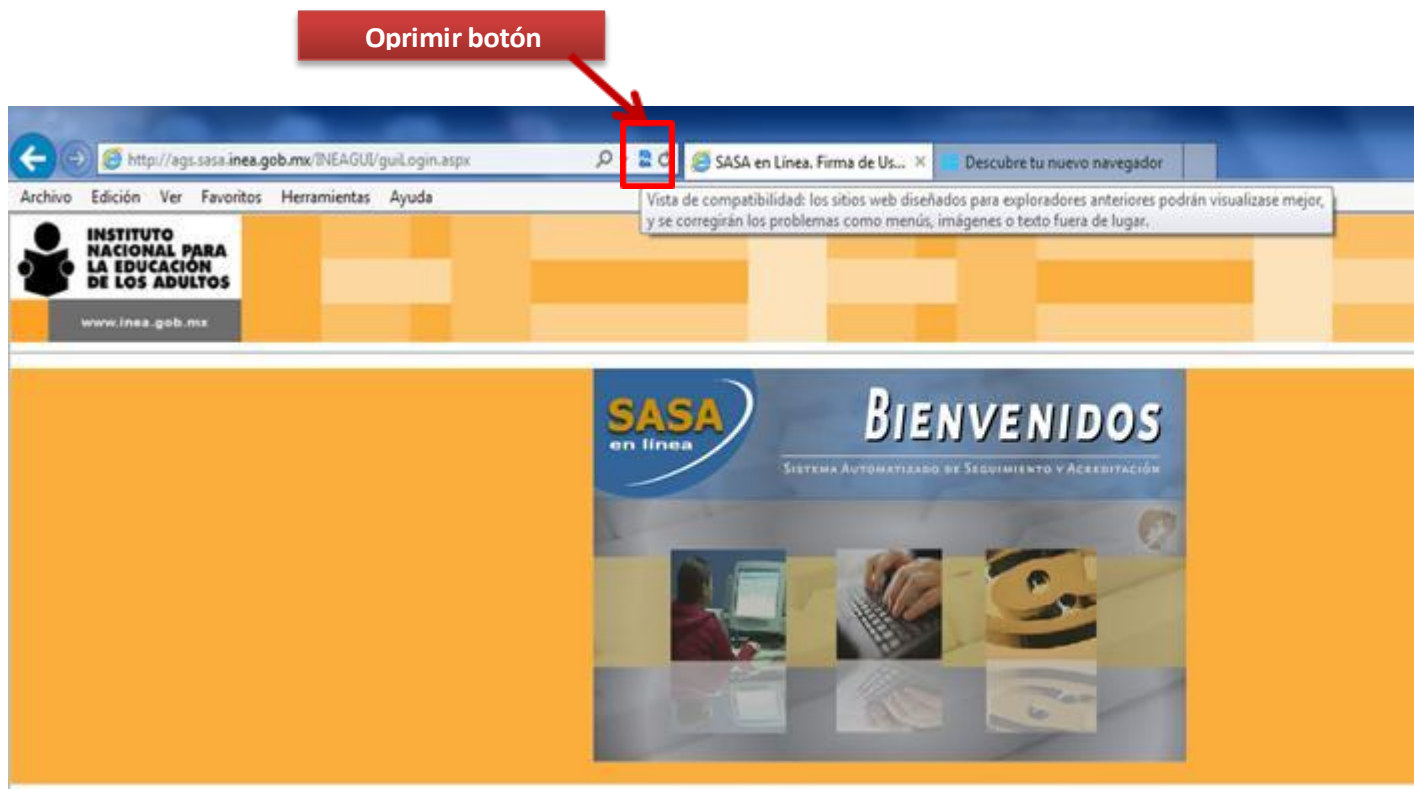 Oprimir botón
http://ags.sasa.inea.gob.mx/INEAGUI/guiLogin.aspx
SASA en Línea. Firma de Us...
Descubre tu nuevo navegador
Archivo Edición Ver Favoritos Herramientas Ayuda
Vista de compatibilidad: los sitios web diseñados para exploradores anteriores podrán visualizase mejor,
y se corregirán los problemas como menús, imágenes o texto fuera de lugar.
INSTITUTO
NACIONAL PARA
LA EDUCACIÓN
DE LOS ADULTOS
www.inea.gob.mx
SASA
en línea
BIENVENIDOS
SISTEMA AUTOMATIZADO DE SEGUIMIENTO Y ACREDITACIÓN